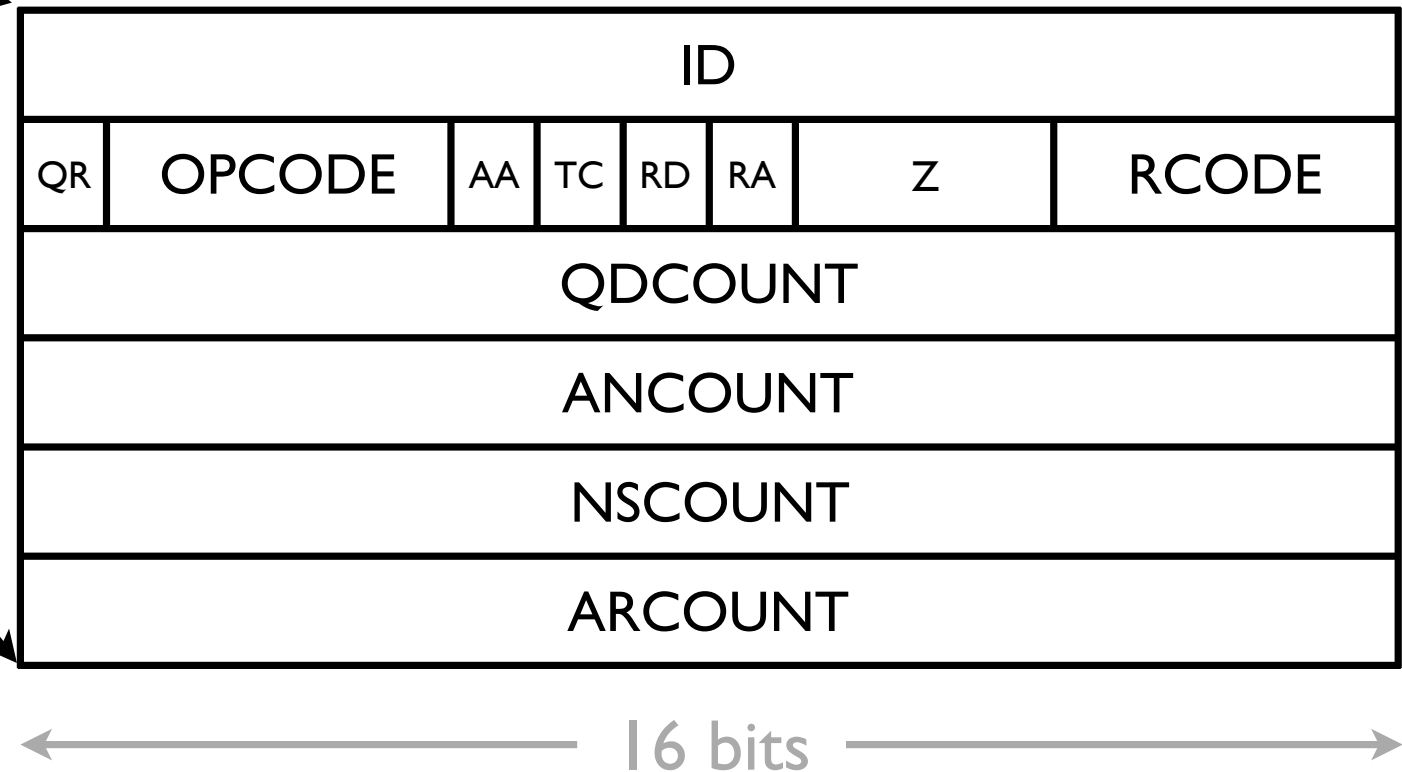 ID
QR OPCODE AA TC RD RA Z RCODE
QDCOUNT
ANCOUNT
NSCOUNT
ARCOUNT
16 bits